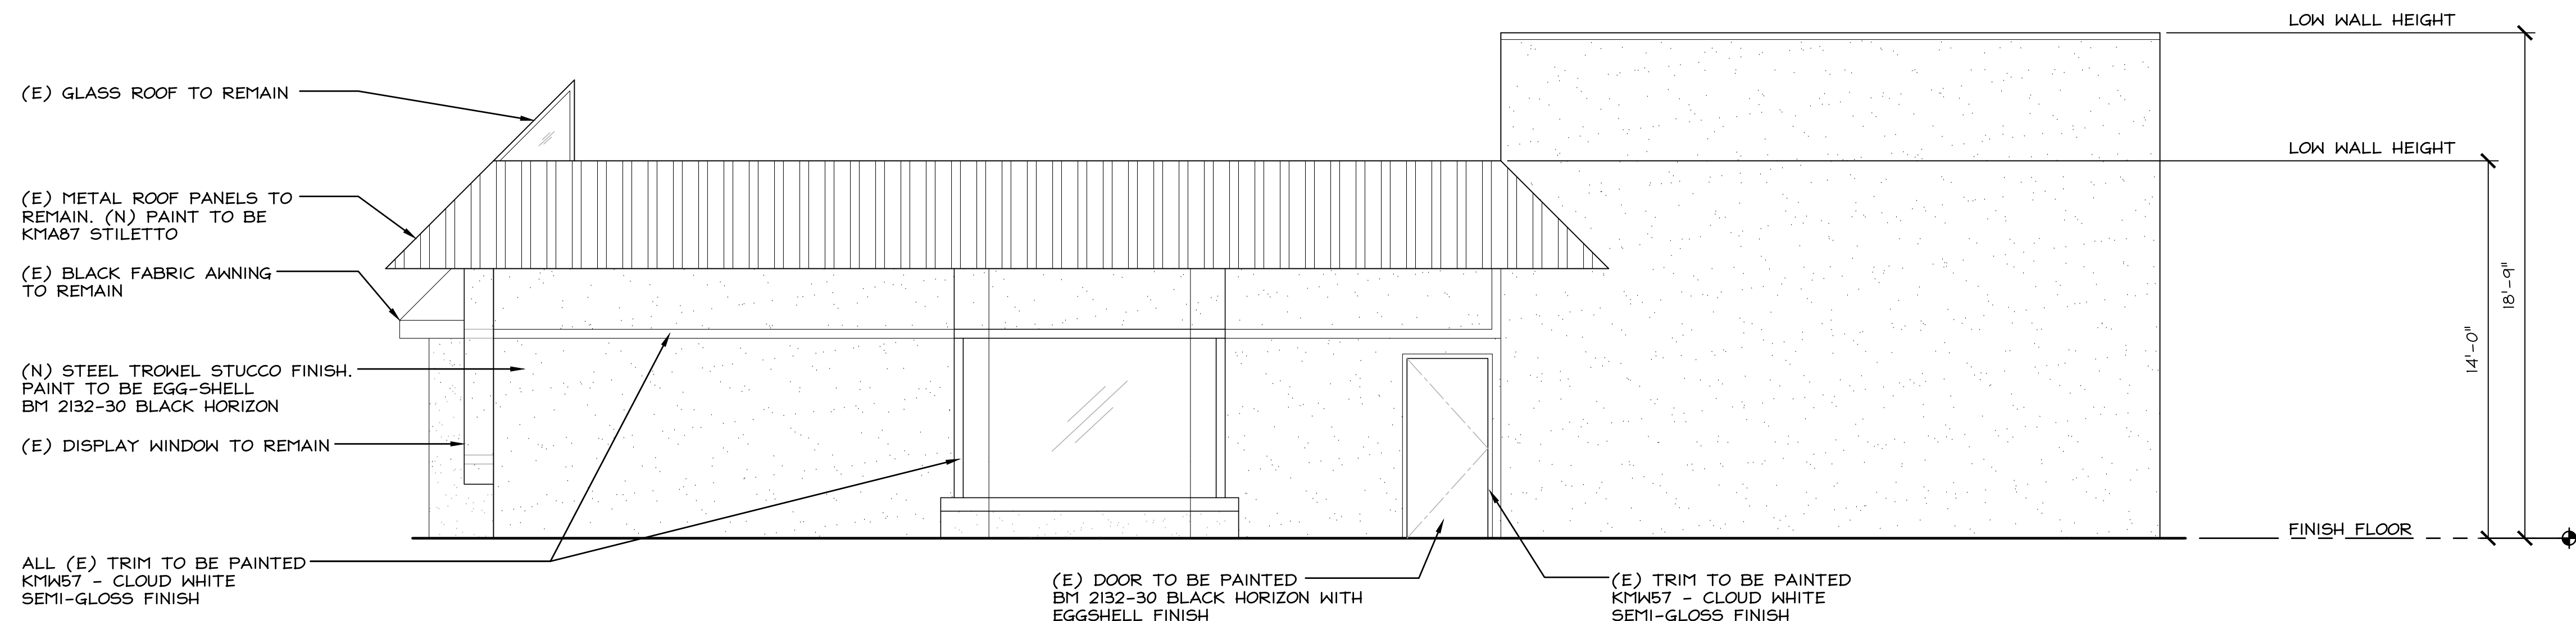 LOW WALL HEIGHT
(E) GLASS ROOF TO REMAIN
LOW WALL HEIGHT
(E) METAL ROOF PANELS TO
REMAIN. (N) PAINT TO BE
KMA87 STILETTO
(E) BLACK FABRIC AWNING
TO REMAIN
18'-9"
14'-0"
(N) STEEL TROWEL STUCCO FINISH.
PAINT TO BE EGG-SHELL
BM 2132-30 BLACK HORIZON
(E) DISPLAY WINDOW TO REMAIN
FINISH FLOOR
ALL (E) TRIM TO BE PAINTED
KMW57 - CLOUD WHITE
SEMI-GLOSS FINISH
(E) DOOR TO BE PAINTED
BM 2132-30 BLACK HORIZON WITH
EGGSHELL FINISH
(E) TRIM TO BE PAINTED
KMW57 - CLOUD WHITE
SEMI-GLOSS FINISH